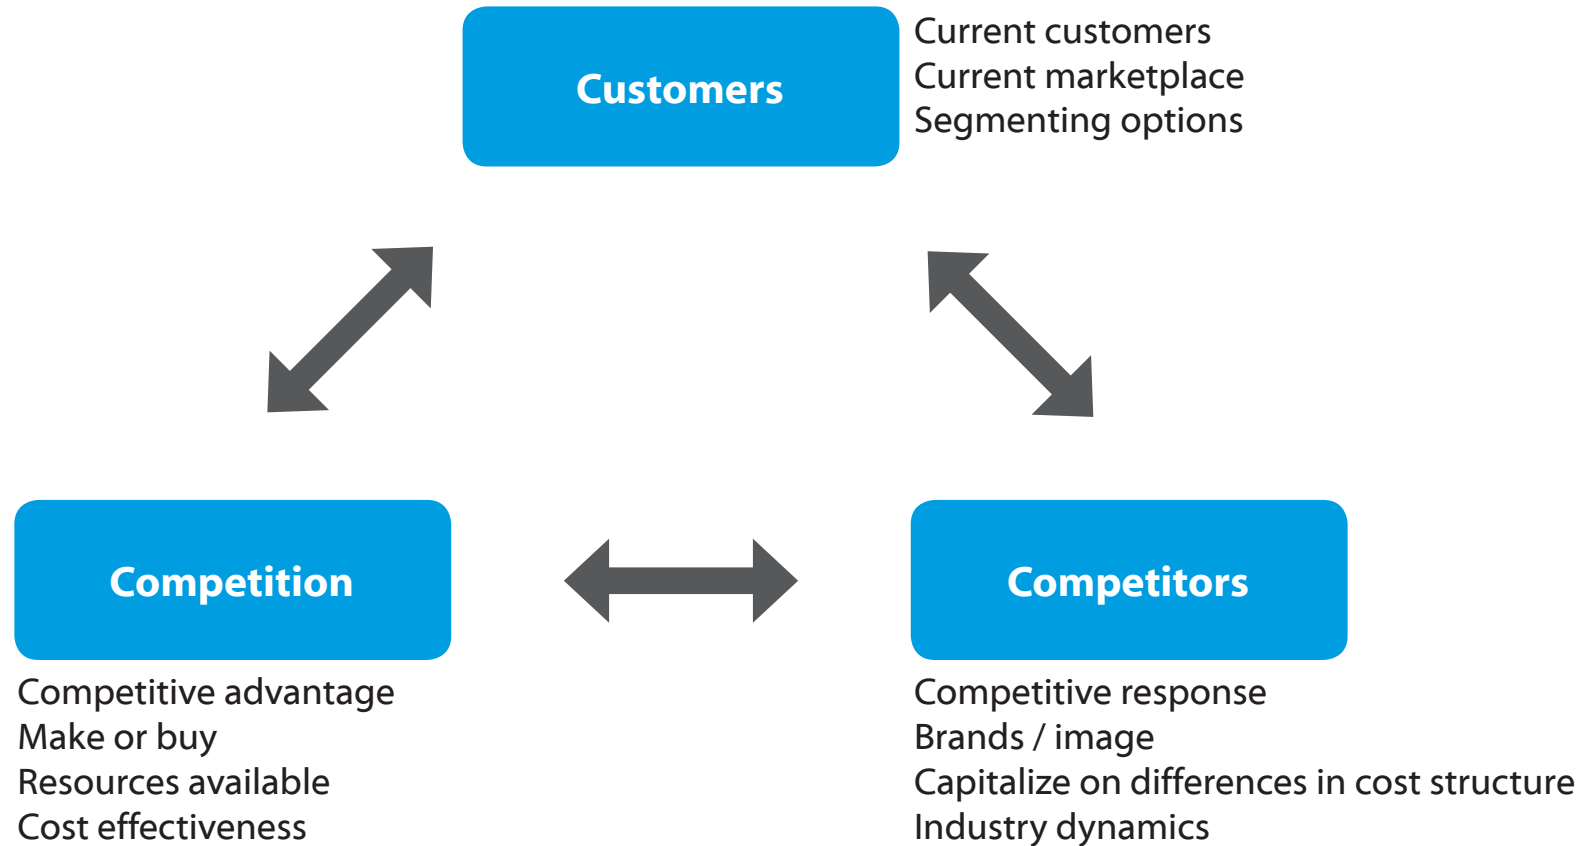 Customers
Current customers
Current marketplace
Segmenting options
Competition
Competitive advantage
Make or buy
Resources available
Cost effectiveness
Competitors
Competitive response
Brands / image
Capitalize on differences in cost structure
Industry dynamics